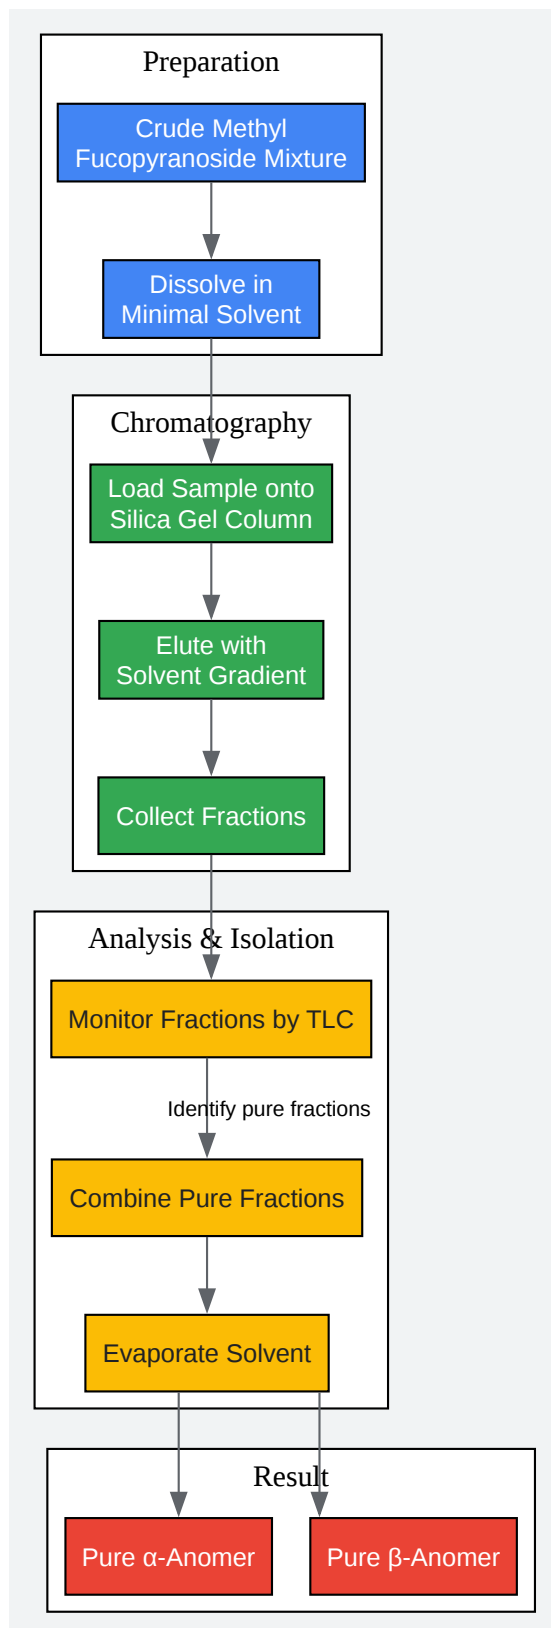 Preparation
Crude Methyl
Fucopyranoside Mixture
Dissolve in
Minimal Solvent
Chromatography
Load Sample onto
Silica Gel Column
Elute with
Solvent Gradient
Collect Fractions
Analysis & Isolation
Monitor Fractions by TLC
Identify pure fractions
Combine Pure Fractions
Evaporate Solvent
Result
Pure α-Anomer
Pure β-Anomer